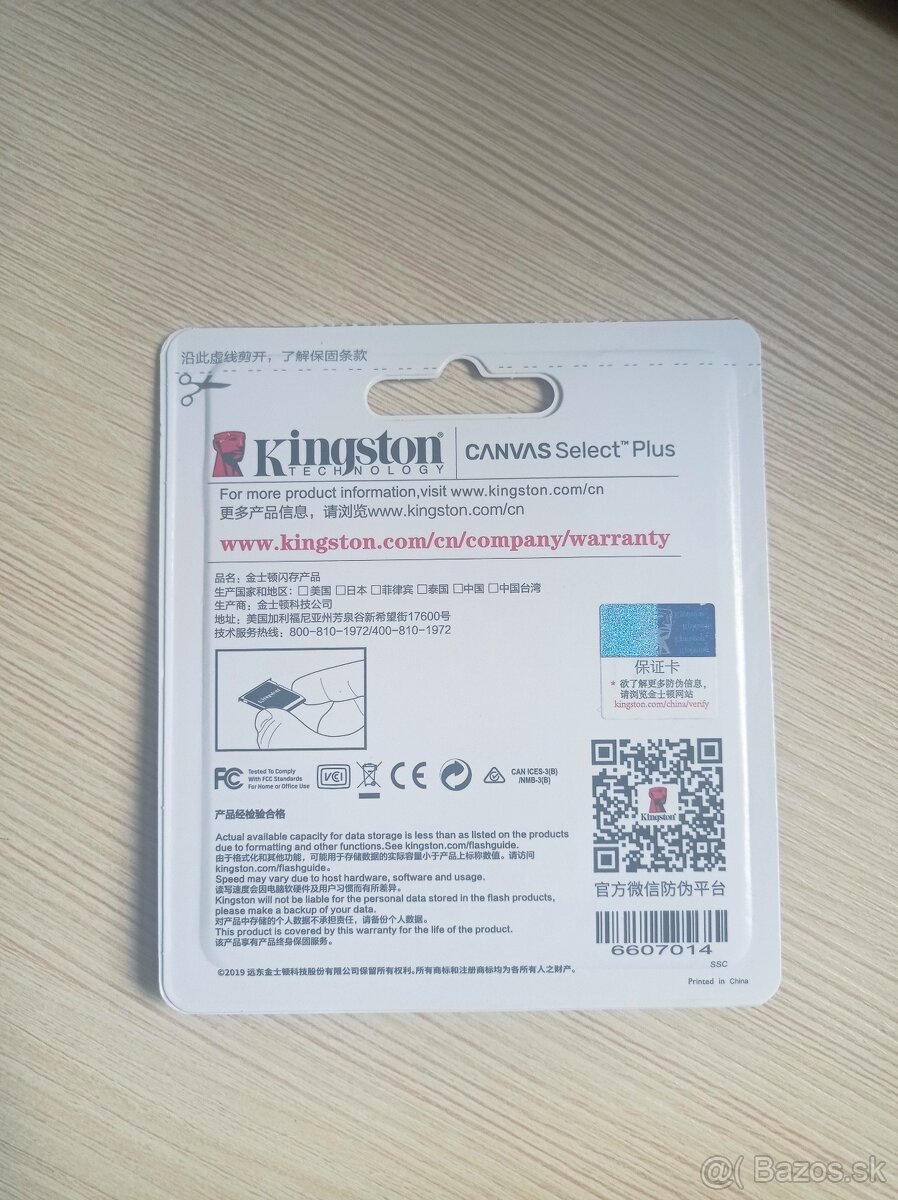 沿此虚线剪开，了解保固条款
Kingston®
TECHNOLOGY
CANVAS Select™ Plus
For more product information,visit www.kingston.com/cn
更多产品信息，请浏览www.kingston.com/cn
www.kingston.com/cn/company/warranty
品名：金士顿闪存产品
生产国家和地区：□美国 □日本 □菲律宾 □泰国 □中国 □中国台湾
生产商：金士顿科技公司
地址：美国加利福尼亚州芳泉谷新希望街17600号
技术服务热线：800-810-1972/400-810-1972
保证卡
* 欲了解更多防伪信息，
请浏览金士顿网站
kingston.com/china/verify
Kingston
FC
Tested To Comply
With FCC Standards
For Home or Office Use
VCI
CE
CAN ICES-3(B)
/NMB-3(B)
Kingston
官方微信防伪平台
产品经检验合格
Actual available capacity for data storage is less than as listed on the products
due to formatting and other functions.See kingston.com/flashguide.
由于格式化和其他功能，可能用于存储数据的实际容量小于产品上标称数值。请访问
kingston.com/flashguide。
Speed may vary due to host hardware, software and usage.
读写速度会因电脑软硬件及用户习惯而有所差异。
Kingston will not be liable for the personal data stored in the flash products,
please make a backup of your data.
对产品中存储的个人数据不承担责任，请备份个人数据。
This product is covered by this warranty for the life of the product.
该产品享有产品终身保固服务。
6607014
SSC
©2019 远东金士顿科技股份有限公司保留所有权利。所有商标和注册商标均为各所有人之财产。
Printed in China
@( Bazos.sk